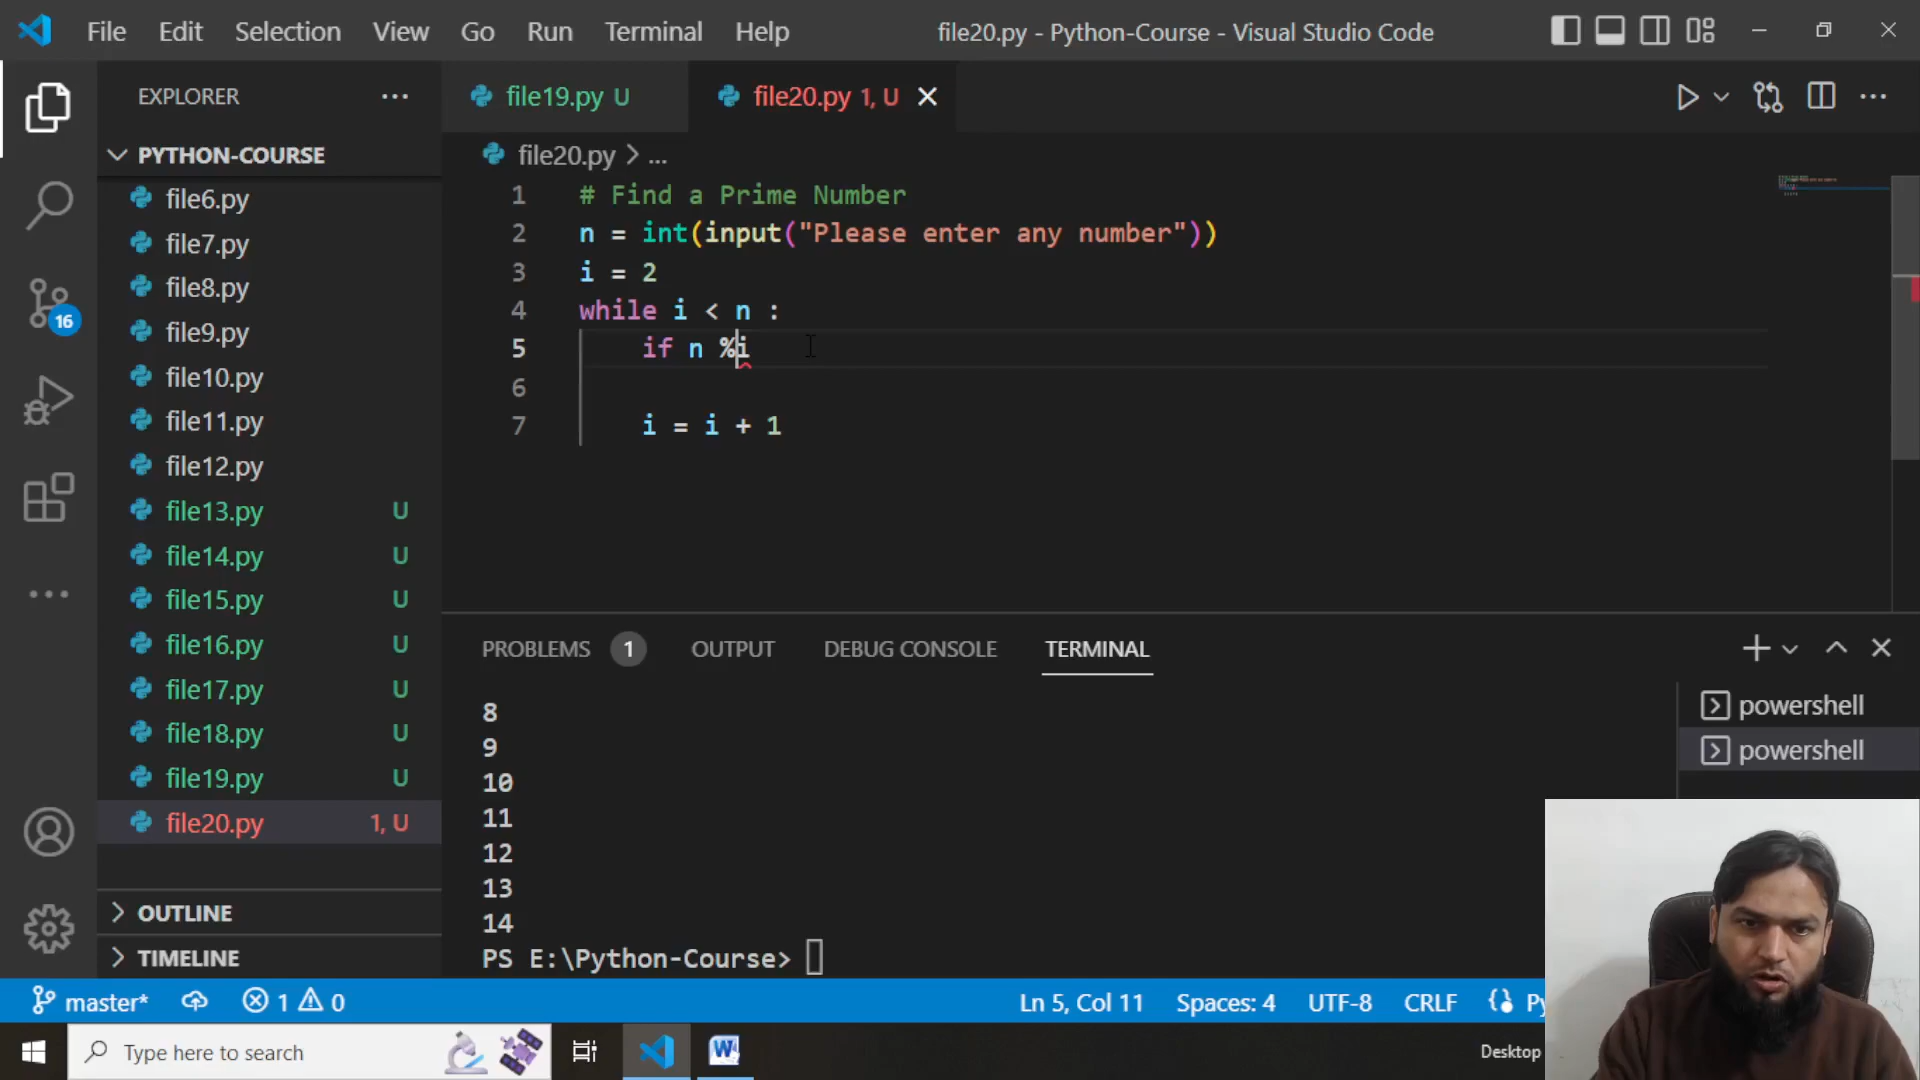 File Edit Selection View Go Run Terminal Help file20.py - Python-Course - Visual Studio Code
EXPLORER
file19.py U file20.py 1, U
PYTHON-COURSE
file20.py > ...
file6.py
file7.py
file8.py
file9.py
file10.py
file11.py
file12.py
file13.py U
file14.py U
file15.py U
file16.py U
file17.py U
file18.py U
file19.py U
file20.py 1, U
OUTLINE
TIMELINE
16
1 # Find a Prime Number
2 n = int(input("Please enter any number"))
3 i = 2
4 while i < n :
5 if n %i
6
7 i = i + 1
PROBLEMS 1 OUTPUT DEBUG CONSOLE TERMINAL
8
9
10
11
12
13
14
PS E:\Python-Course>
powershell
powershell
master* 1 0 Ln 5, Col 11 Spaces: 4 UTF-8 CRLF Py
Type here to search W Desktop